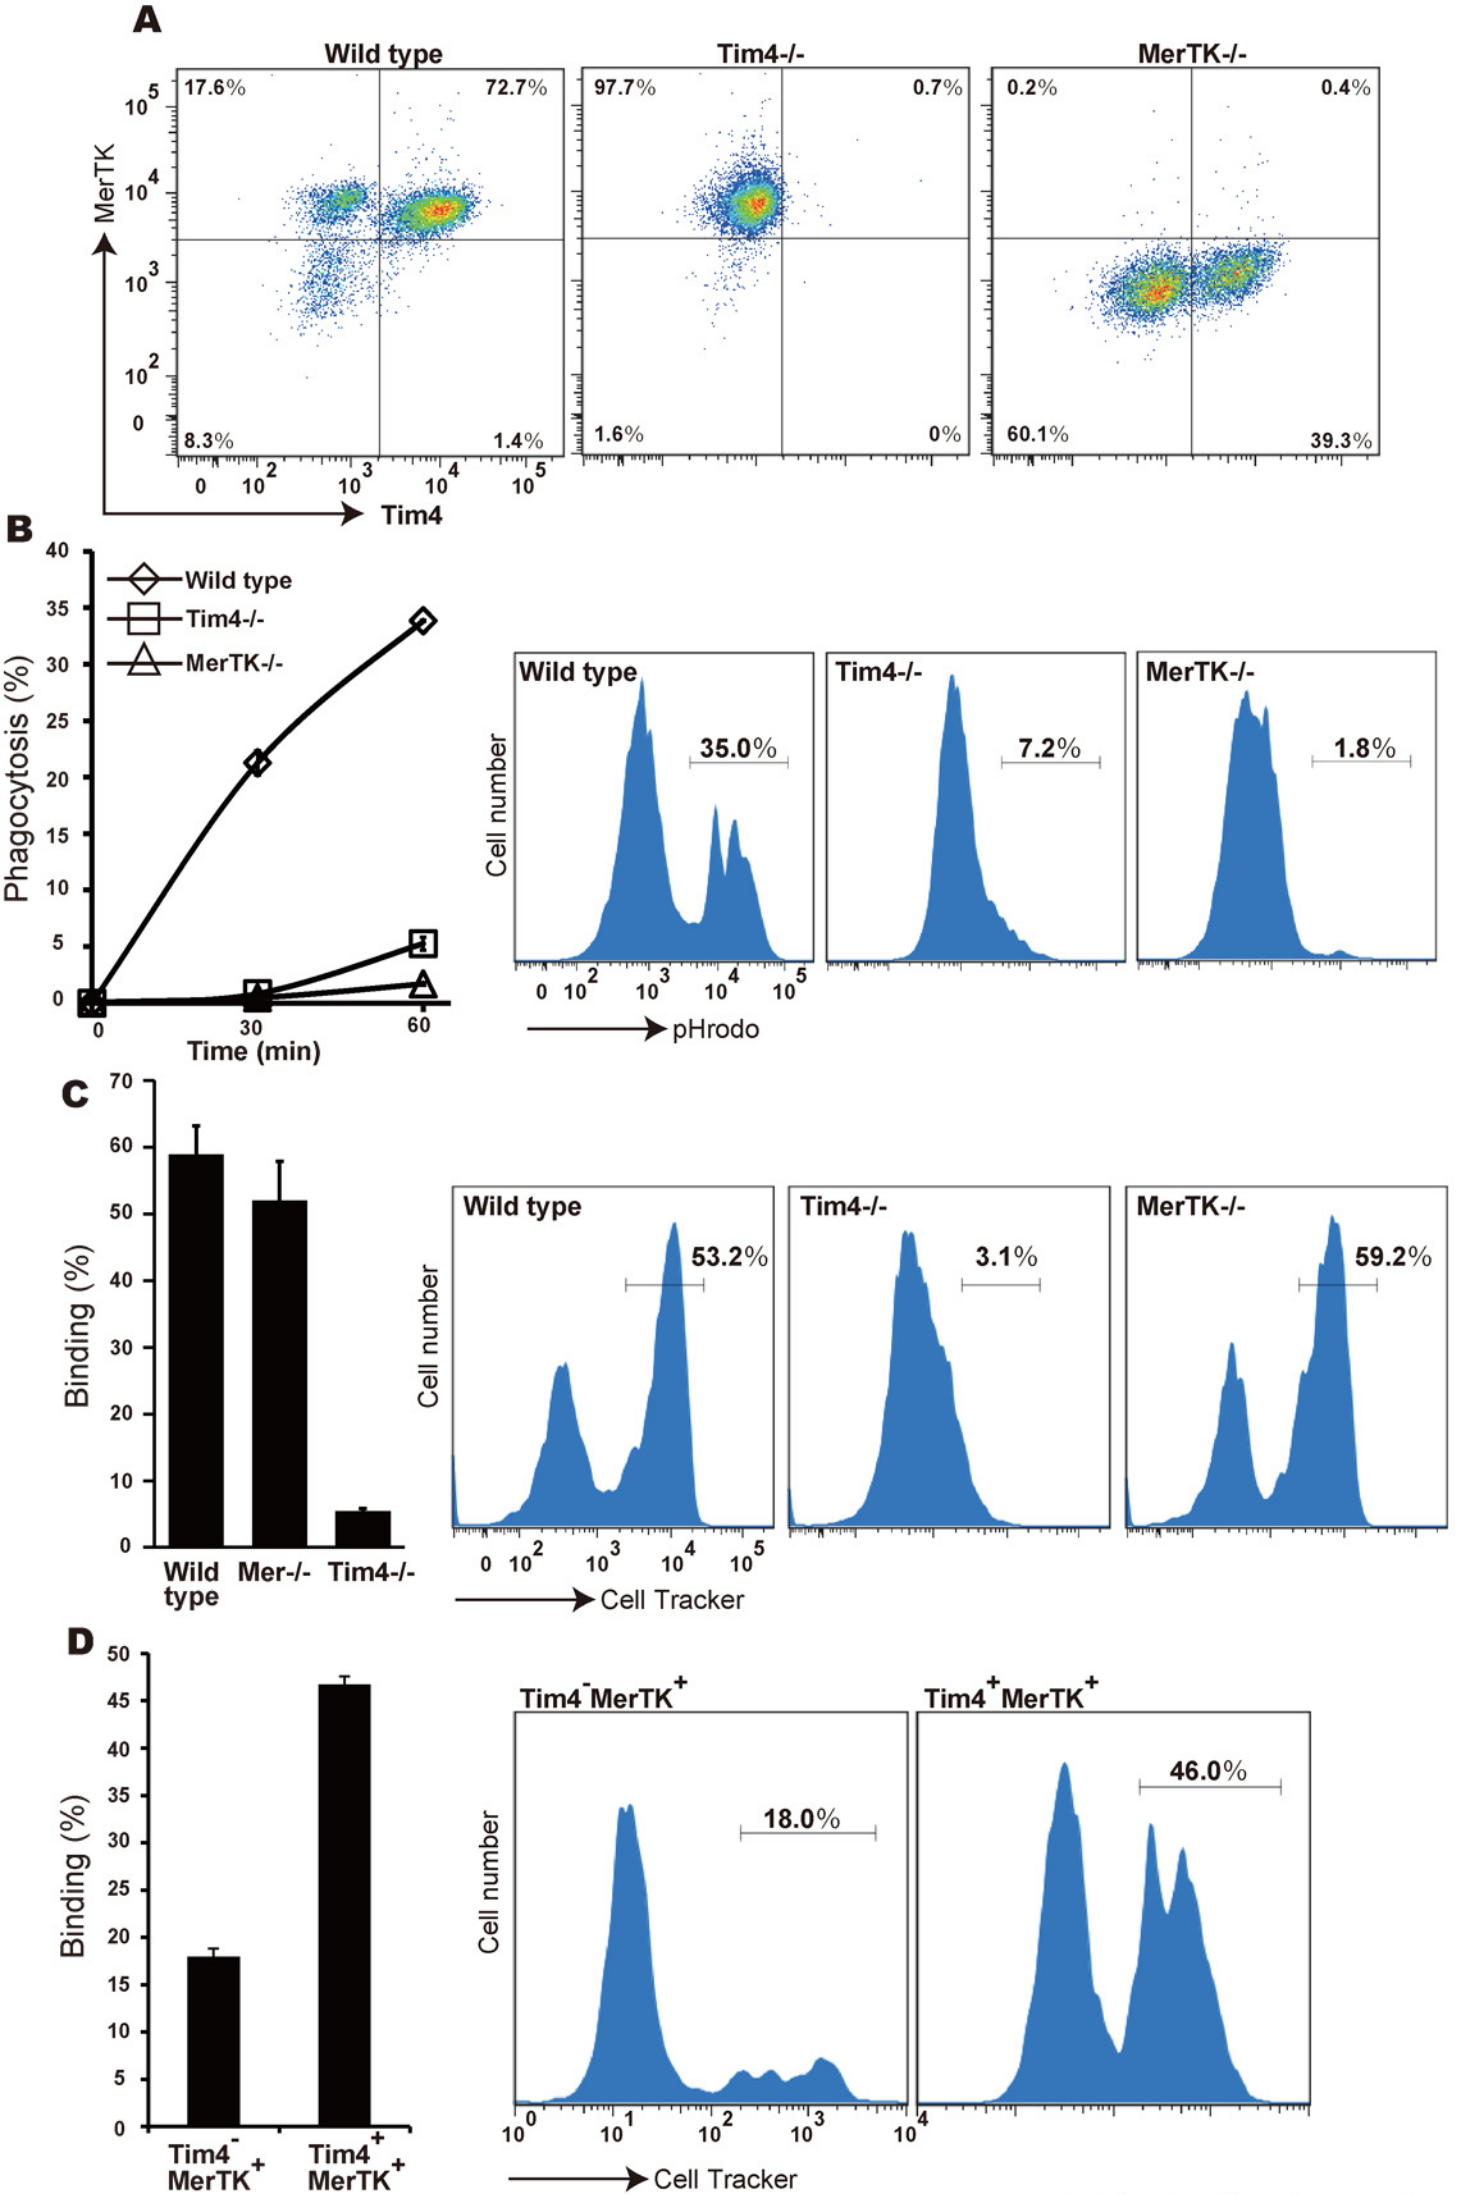 A
Wild type
Tim4-/-
MerTK-/-
17.6%
72.7%
97.7%
0.7%
0.2%
0.4%
MerTK
10^5
10^4
10^3
10^2
0
8.3%
1.4%
1.6%
0%
60.1%
39.3%
0 10^2 10^3 10^4 10^5
Tim4
B
40
35
30
25
20
15
10
5
0
Phagocytosis (%)
Wild type
Tim4-/-
MerTK-/-
0 30 60
Time (min)
Cell number
Wild type
35.0%
Tim4-/-
7.2%
MerTK-/-
1.8%
0 10^2 10^3 10^4 10^5
pHrodo
C
70
60
50
40
30
20
10
0
Binding (%)
Wild type
Mer-/-
Tim4-/-
Cell number
Wild type
53.2%
Tim4-/-
3.1%
MerTK-/-
59.2%
0 10^2 10^3 10^4 10^5
Cell Tracker
D
50
45
40
35
30
25
20
15
10
5
0
Binding (%)
Tim4^-
MerTK^+
Tim4^+
MerTK^+
Cell number
Tim4^-MerTK^+
18.0%
Tim4^+MerTK^+
46.0%
10^0 10^1 10^2 10^3 10^4
Cell Tracker